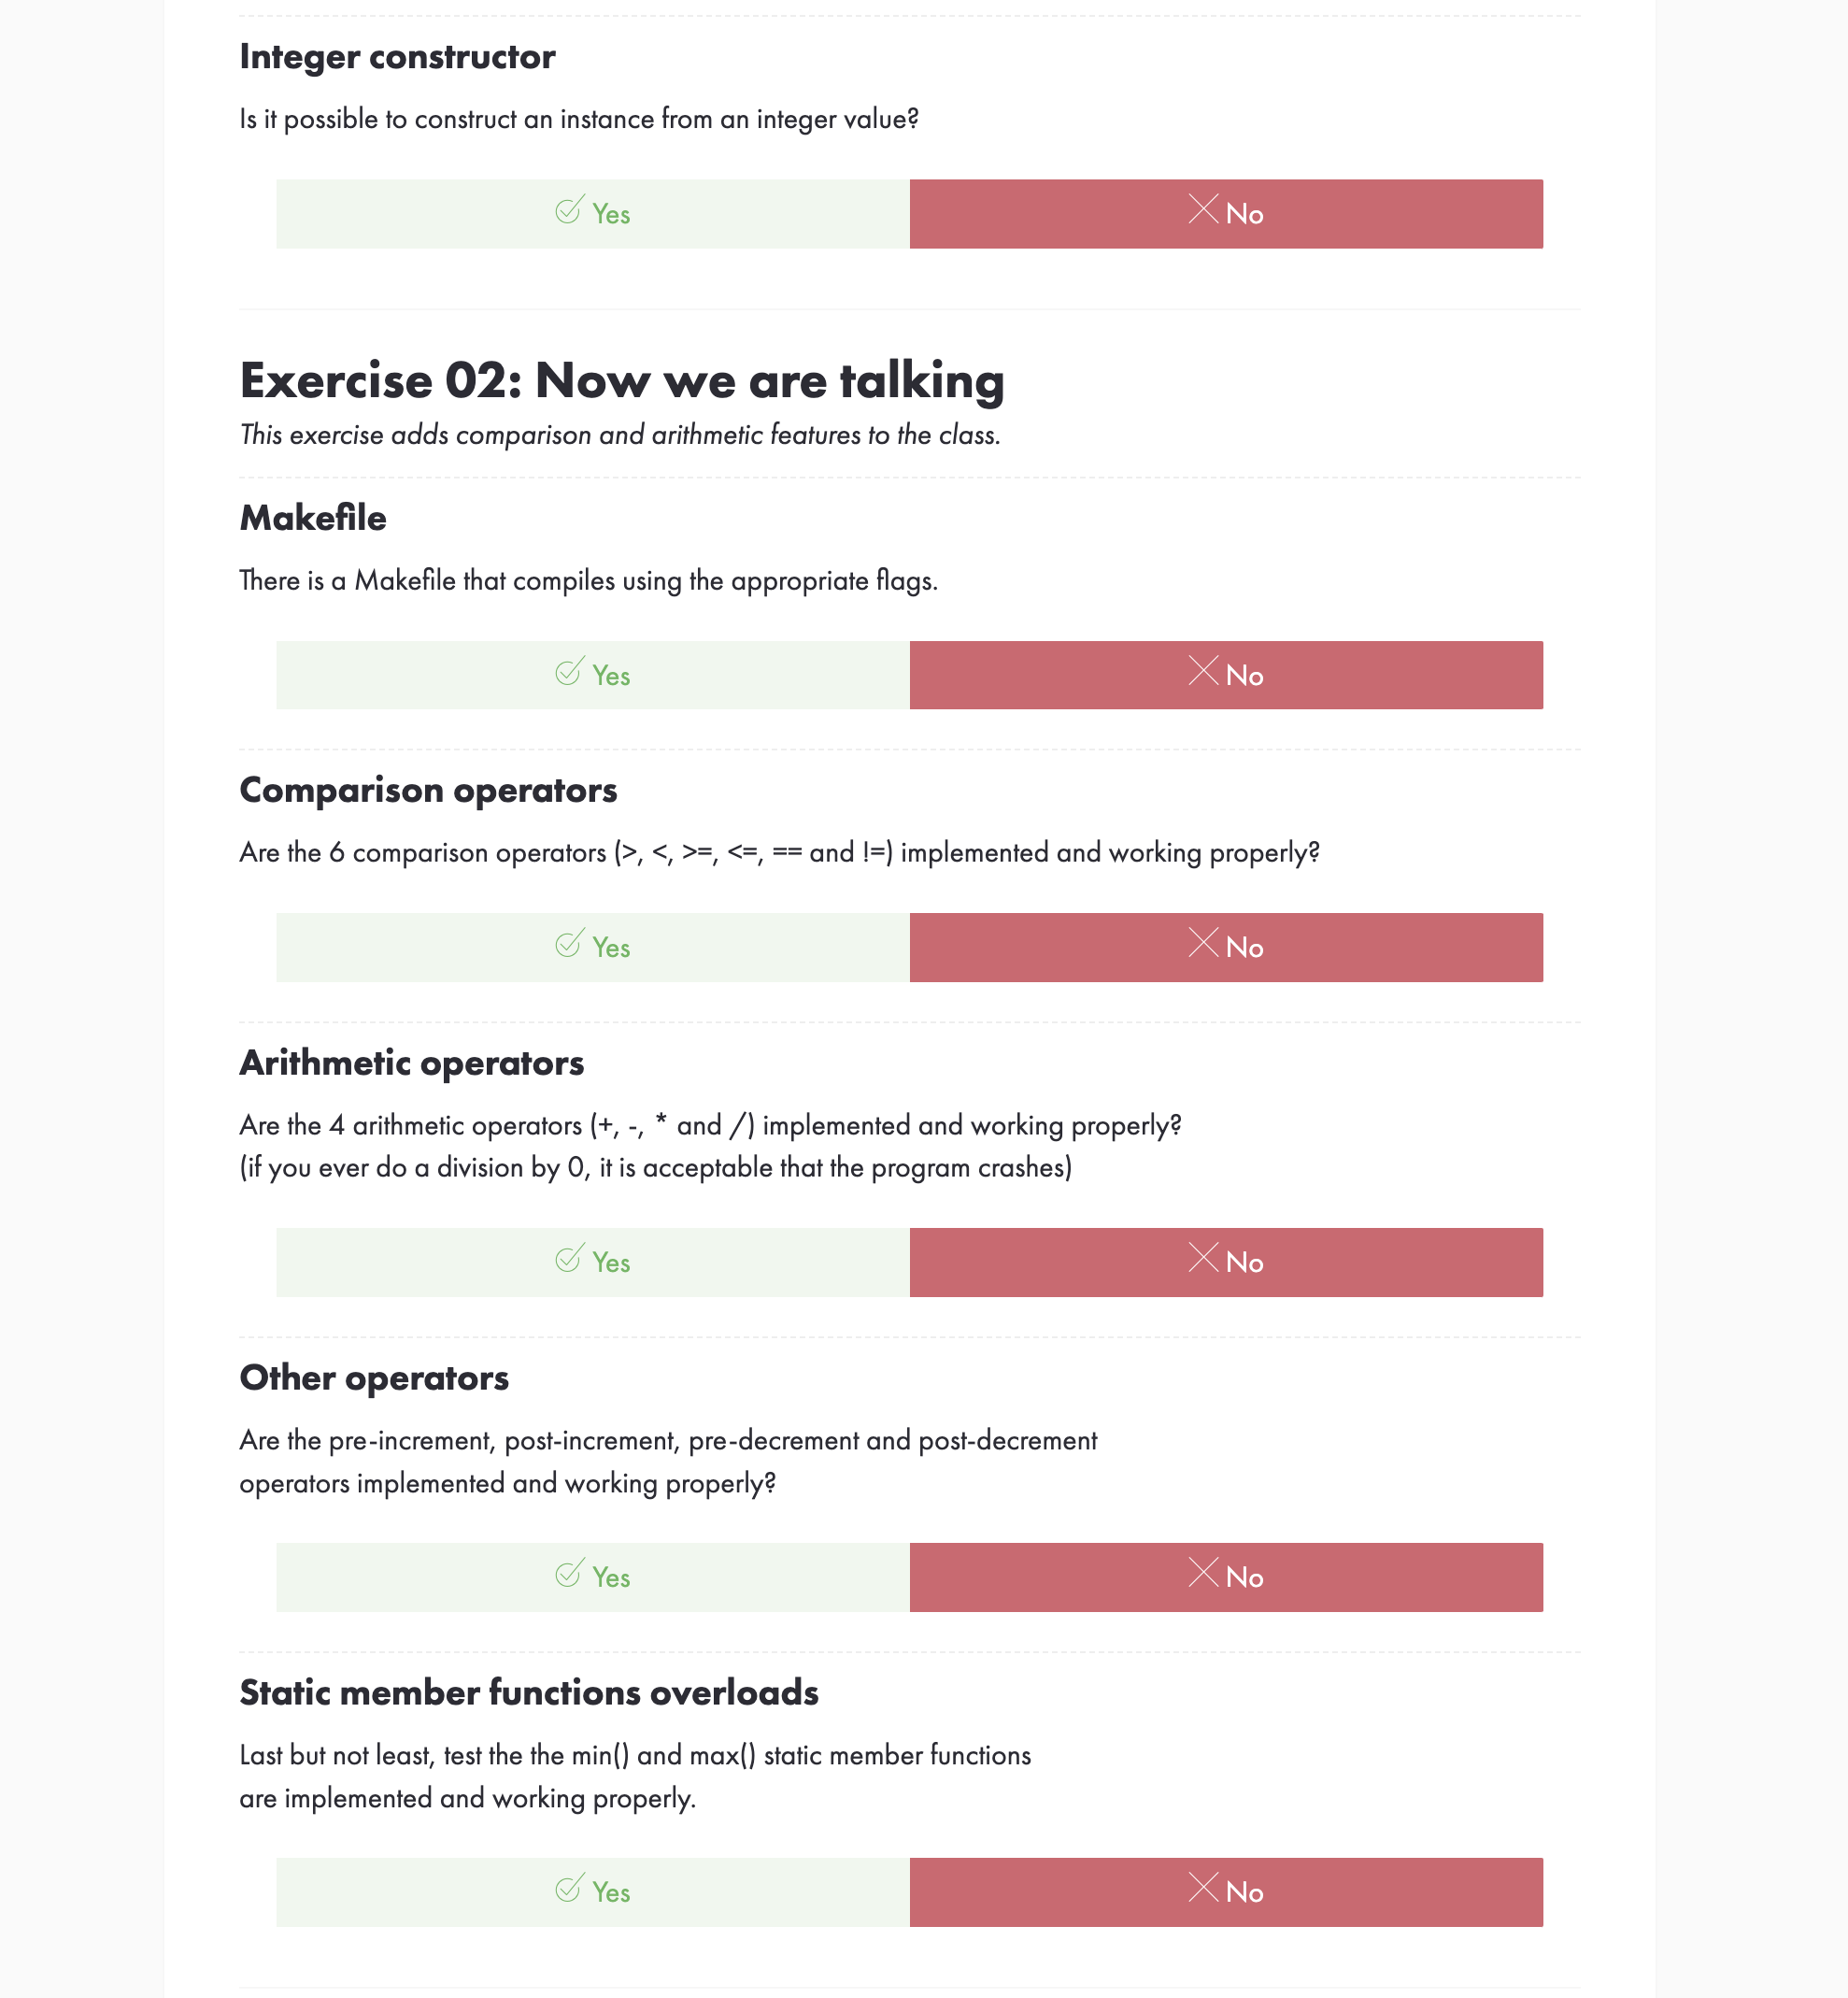 Integer constructor
Is it possible to construct an instance from an integer value?
Yes
No
Exercise 02: Now we are talking
This exercise adds comparison and arithmetic features to the class.
Makefile
There is a Makefile that compiles using the appropriate flags.
Yes
No
Comparison operators
Are the 6 comparison operators (>, <, >=, <=, == and !=) implemented and working properly?
Yes
No
Arithmetic operators
Are the 4 arithmetic operators (+, -, * and /) implemented and working properly?
(if you ever do a division by 0, it is acceptable that the program crashes)
Yes
No
Other operators
Are the pre-increment, post-increment, pre-decrement and post-decrement
operators implemented and working properly?
Yes
No
Static member functions overloads
Last but not least, test the the min() and max() static member functions
are implemented and working properly.
Yes
No